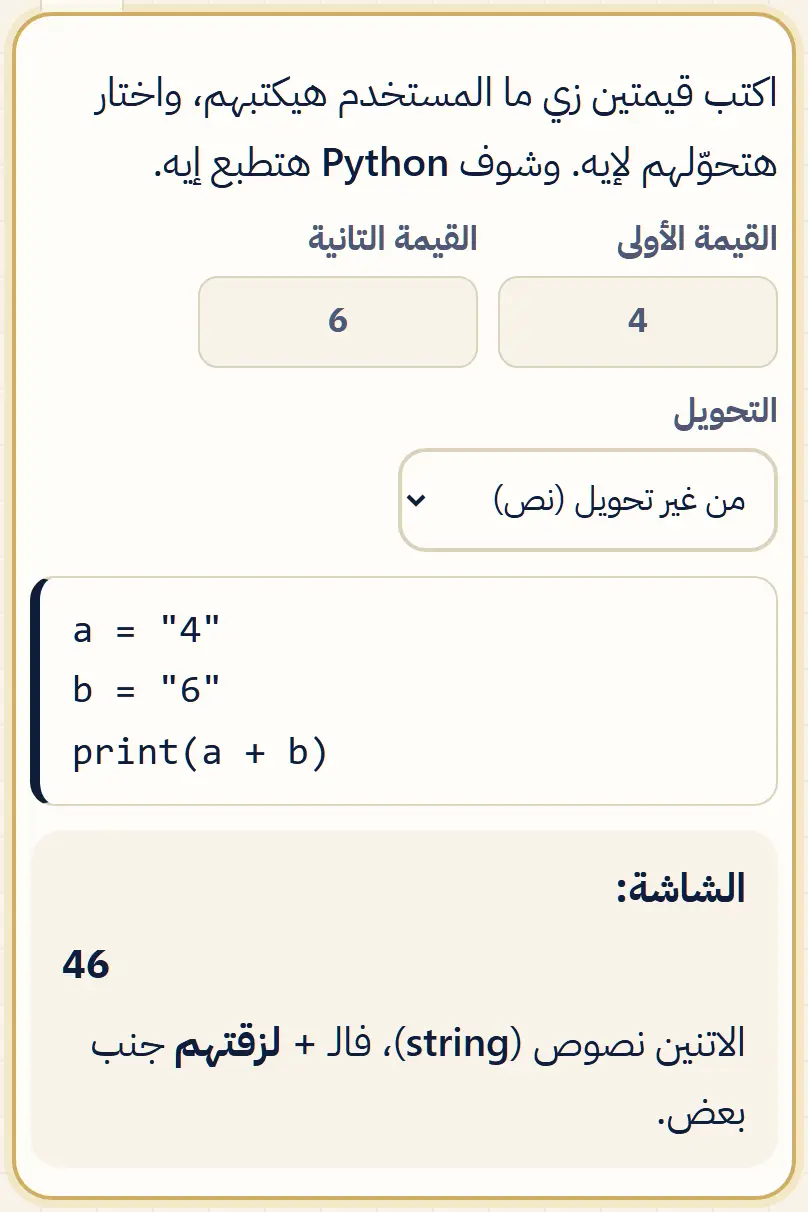 اكتب قيمتين زي ما المستخدم هيكتبهم، واختار
هتحوّلهم لإيه. وشوف Python هتطبع إيه.
القيمة الأولى
القيمة التانية
4
6
التحويل
من غير تحويل (نص)
a = "4"
b = "6"
print(a + b)
الشاشة:
46
الاتنين نصوص (string)، فالـ + لزقتهم جنب
بعض.